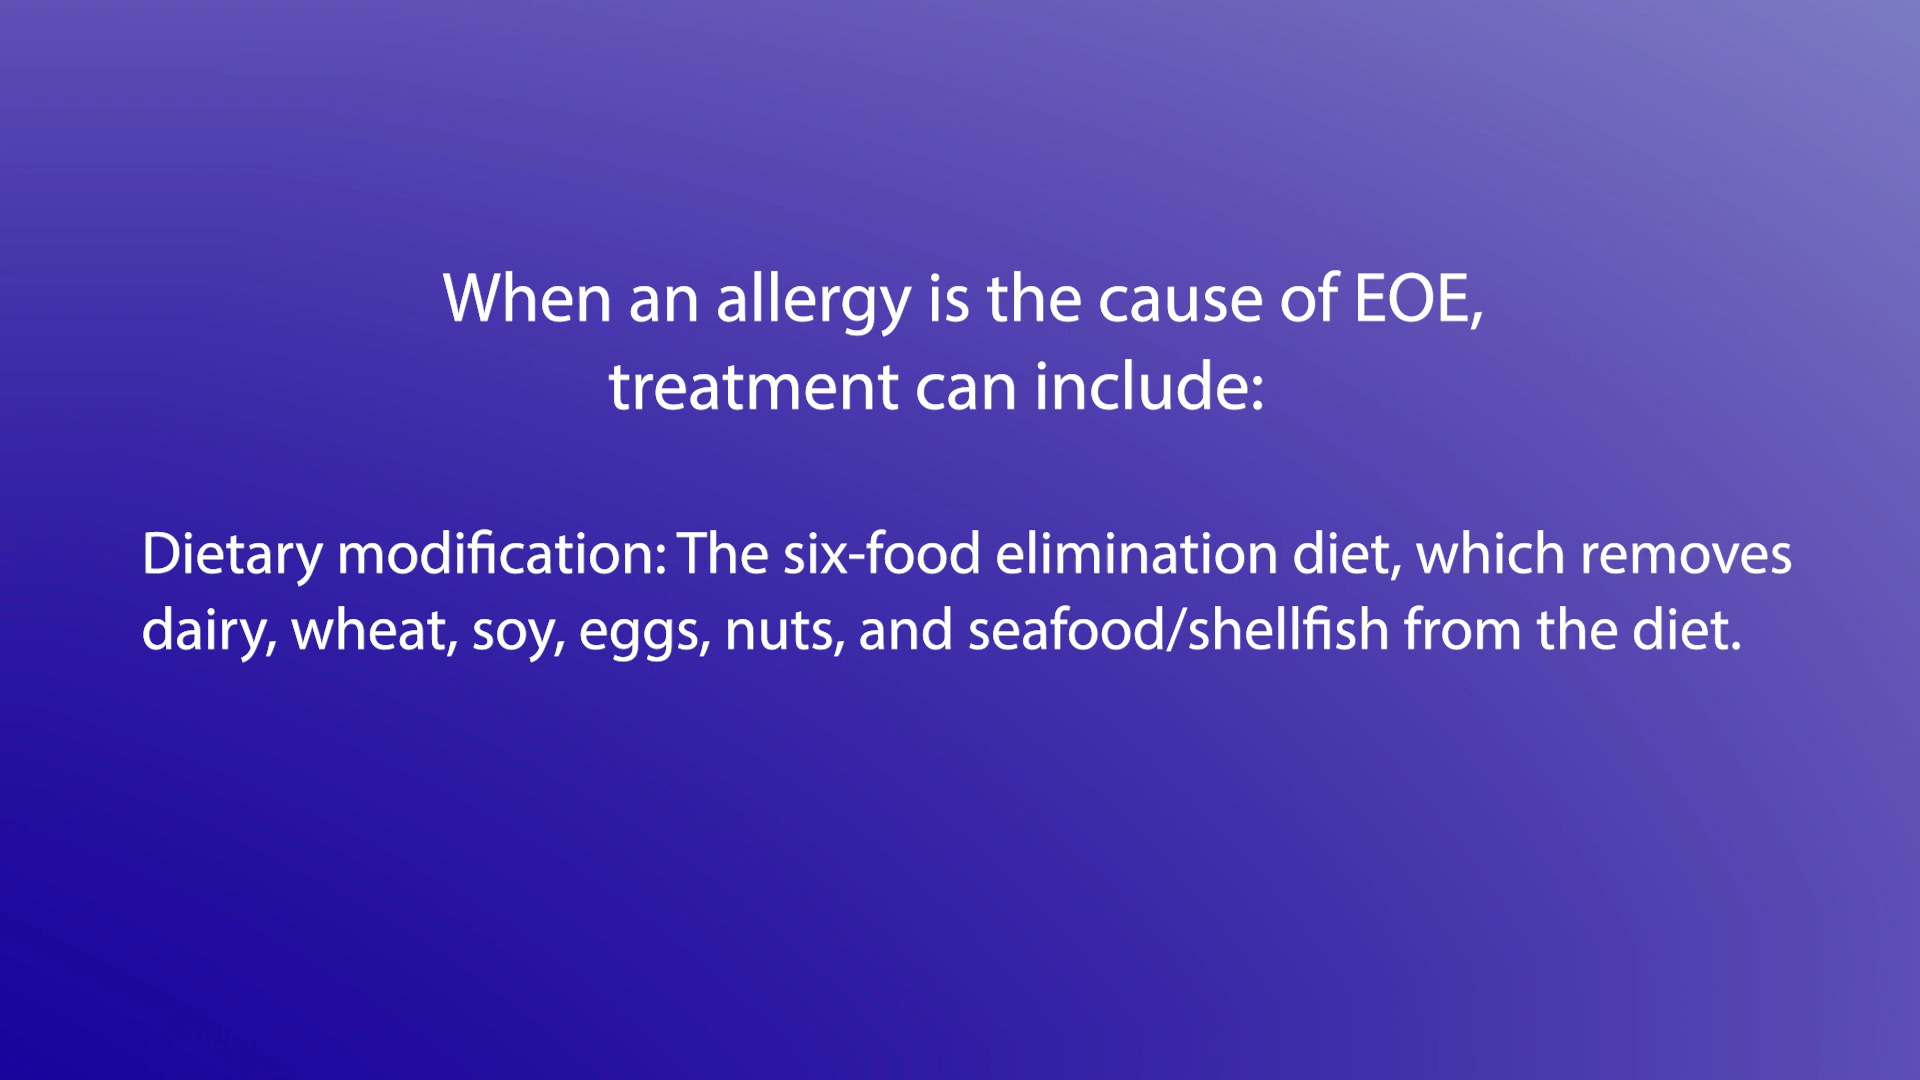 When an allergy is the cause of EOE,
treatment can include:
Dietary modification: The six-food elimination diet, which removes
dairy, wheat, soy, eggs, nuts, and seafood/shellfish from the diet.